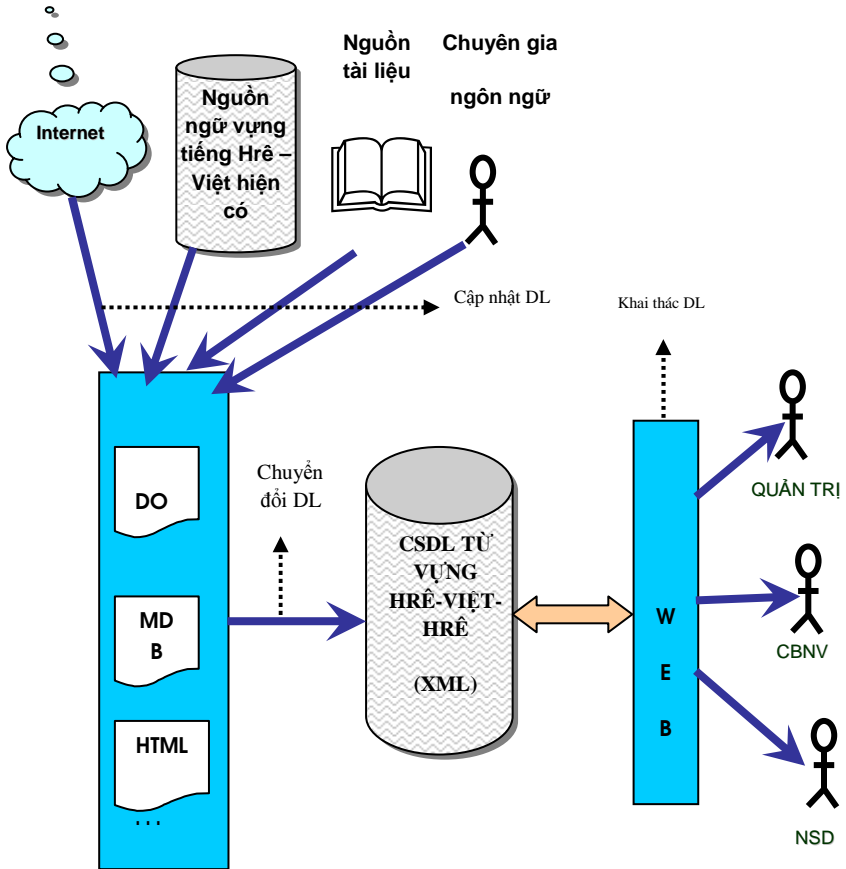 Internet
Nguồn
ngữ vựng
tiếng Hrê –
Việt hiện
có
Nguồn
tài liệu
Chuyên gia
ngôn ngữ
Cập nhật DL
Khai thác DL
DO
MD
B
HTML
...
Chuyển
đổi DL
CSDL TỪ
VỰNG
HRÊ-VIỆT-
HRÊ
(XML)
W
E
B
QUẢN TRỊ
CBNV
NSD